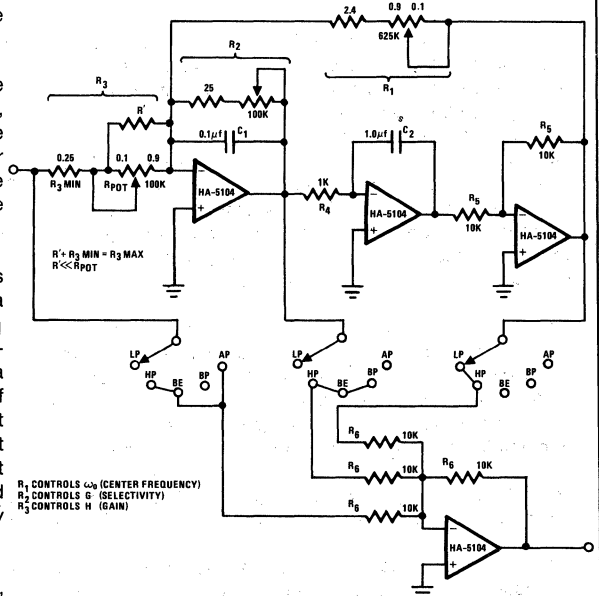 2.4
0.9 0.1
625K
R1
R2
R3
25
100K
R'
0.1µf
C1
0.25
R3 MIN
0.1
0.9
RPOT
100K
HA-5104
1K
R4
s
1.0µf
C2
HA-5104
R5
10K
R5
10K
HA-5104
R'+ R3 MIN = R3 MAX
R'<<RPOT
LP
HP
BE
BP
AP
LP
HP
BE
BP
AP
LP
HP
BE
BP
AP
R6 10K
R6 10K
R6 10K
R6 10K
R1 CONTROLS ω0 (CENTER FREQUENCY)
R2 CONTROLS G (SELECTIVITY)
R3 CONTROLS H (GAIN)
HA-5104